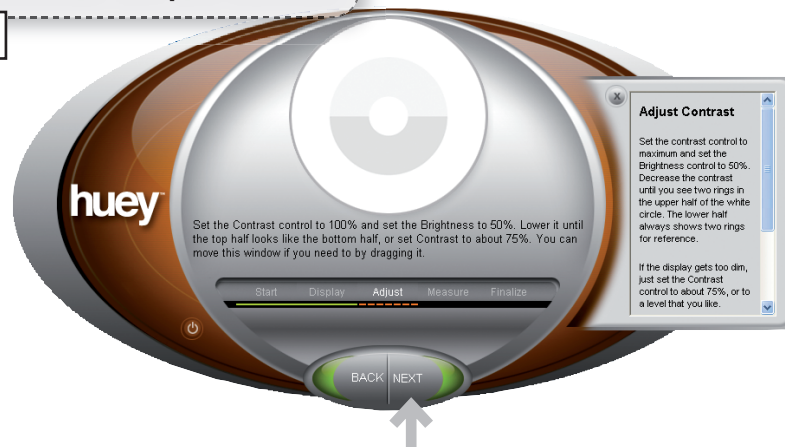 huey™
Set the Contrast control to 100% and set the Brightness to 50%. Lower it until
the top half looks like the bottom half, or set Contrast to about 75%. You can
move this window if you need to by dragging it.
Start Display Adjust Measure Finalize
BACK NEXT
X
Adjust Contrast
Set the contrast control to
maximum and set the
Brightness control to 50%.
Decrease the contrast
until you see two rings in
the upper half of the white
circle. The lower half
always shows two rings
for reference.
If the display gets too dim,
just set the Contrast
control to about 75%, or to
a level that you like.